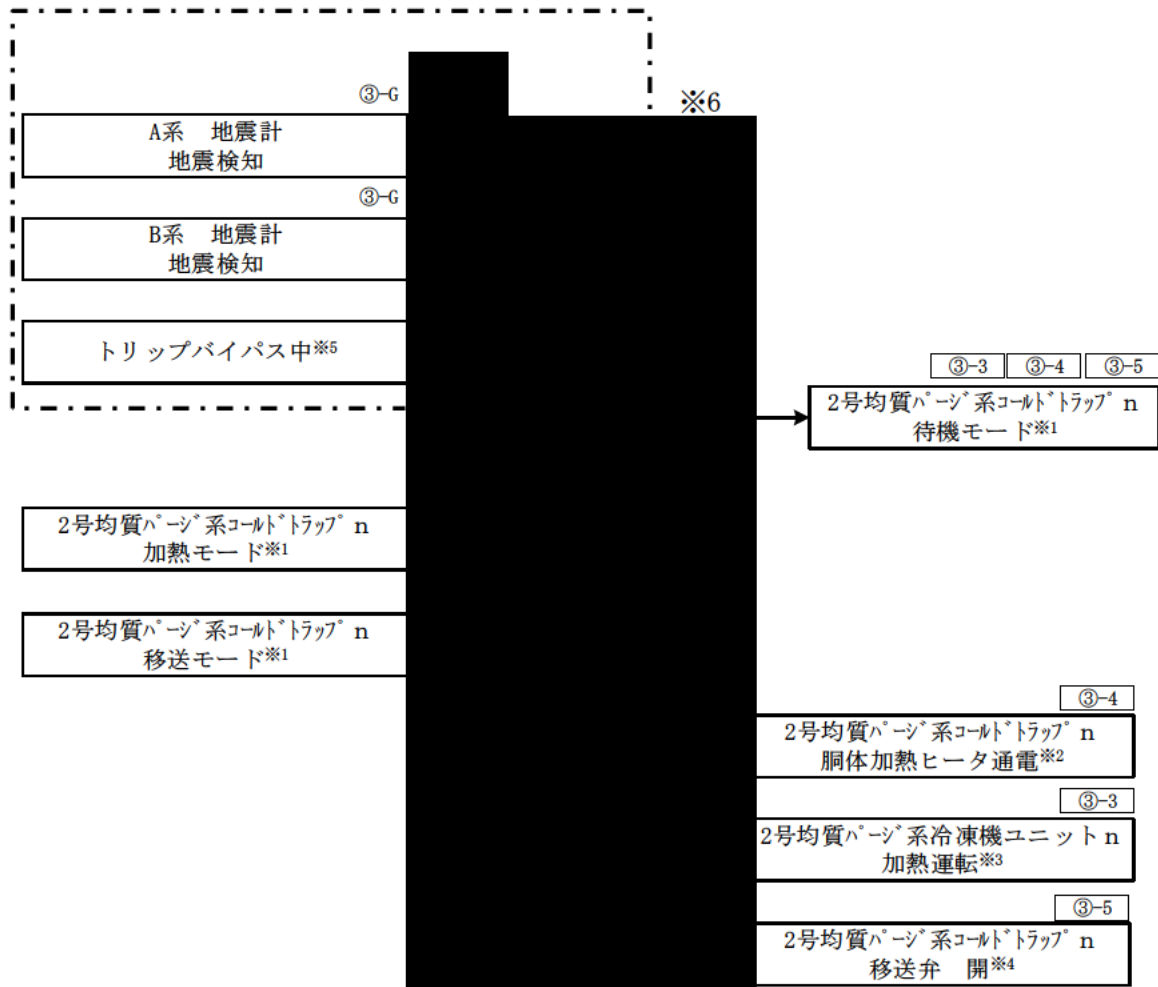 ③-G
※6
A系 地震計
地震検知
③-G
B系 地震計
地震検知
トリップバイパス中※5
③-3 ③-4 ③-5
2号均質ﾊﾟｰｼﾞ系ｺｰﾙﾄﾞﾄﾗｯﾌﾟn
待機モード※1
2号均質ﾊﾟｰｼﾞ系ｺｰﾙﾄﾞﾄﾗｯﾌﾟn
加熱モード※1
2号均質ﾊﾟｰｼﾞ系ｺｰﾙﾄﾞﾄﾗｯﾌﾟn
移送モード※1
③-4
2号均質ﾊﾟｰｼﾞ系ｺｰﾙﾄﾞﾄﾗｯﾌﾟn
胴体加熱ヒータ通電※2
③-3
2号均質ﾊﾟｰｼﾞ系冷凍機ユニットn
加熱運転※3
③-5
2号均質ﾊﾟｰｼﾞ系ｺｰﾙﾄﾞﾄﾗｯﾌﾟn
移送弁 開※4